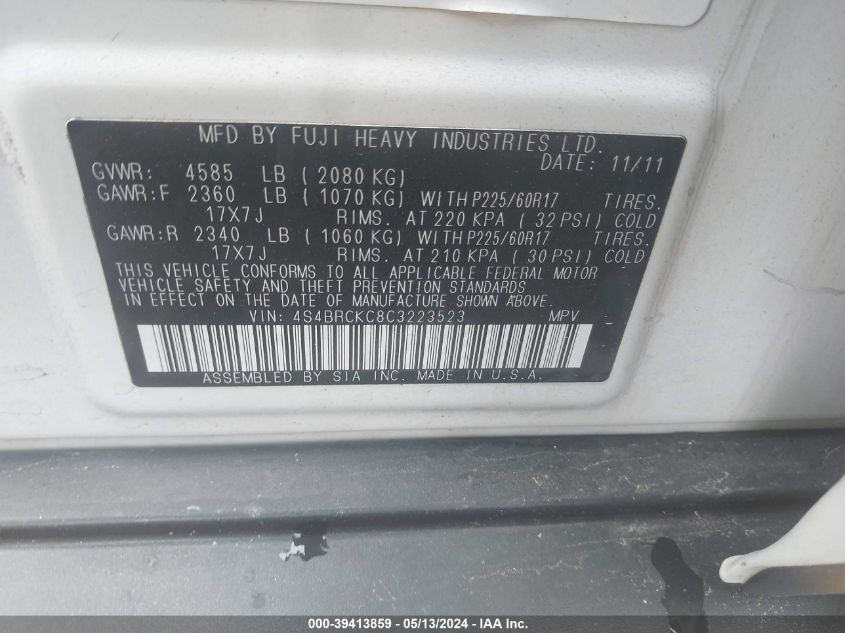 MFD BY FUJI HEAVY INDUSTRIES LTD.
DATE: 11/11
GVWR: 4585 LB ( 2080 KG)
GAWR:F 2360 LB ( 1070 KG) WITH P225/60R17 TIRES.
17X7J RIMS. AT 220 KPA ( 32 PSI) COLD
GAWR:R 2340 LB ( 1060 KG) WITH P225/60R17 TIRES.
17X7J RIMS. AT 210 KPA ( 30 PSI) COLD
THIS VEHICLE CONFORMS TO ALL APPLICABLE FEDERAL MOTOR
VEHICLE SAFETY AND THEFT PREVENTION STANDARDS
IN EFFECT ON THE DATE OF MANUFACTURE SHOWN ABOVE.
VIN: 4S4BRCKC8C3223523 MPV
ASSEMBLED BY SIA INC. MADE IN U.S.A.
000-39413859 - 05/13/2024 - IAA Inc.